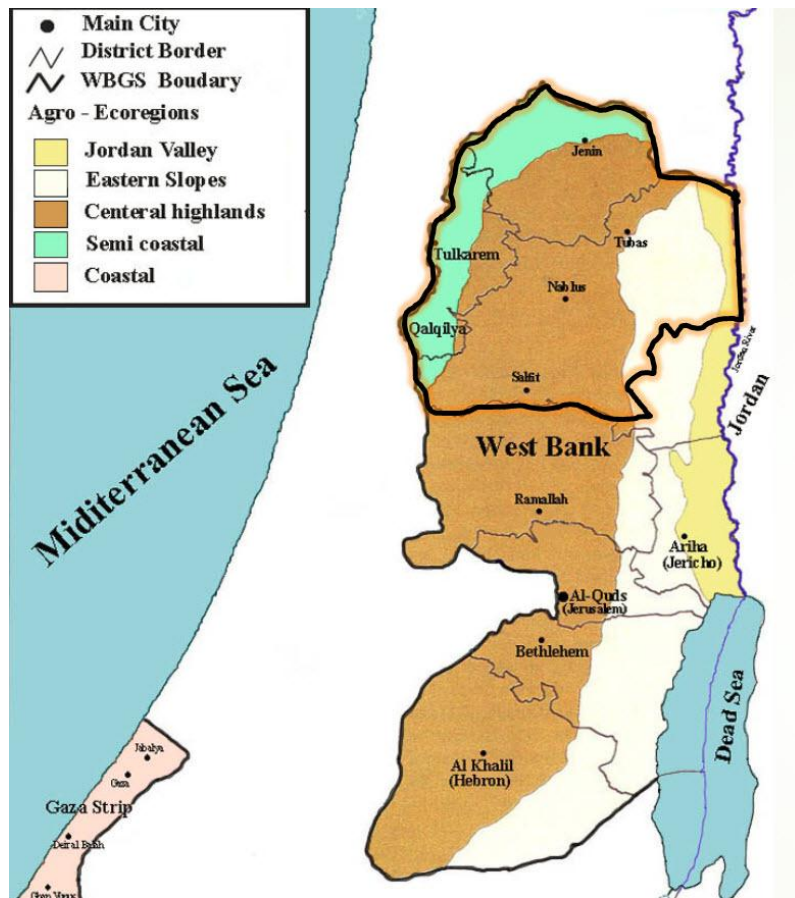 Main City
District Border
WBGS Boudary
Agro - Ecoregions
Jordan Valley
Eastern Slopes
Centeral highlands
Semi coastal
Coastal
Jenin
Tubas
Tulkarem
Nablus
Qalqilya
Salfit
Jordan River
Jordan
Miditerranean Sea
West Bank
Ramallah
Ariha
(Jericho)
Al-Quds
(Jerusalem)
Bethlehem
Dead Sea
Al Khalil
(Hebron)
Jabalya
Gaza
Gaza Strip